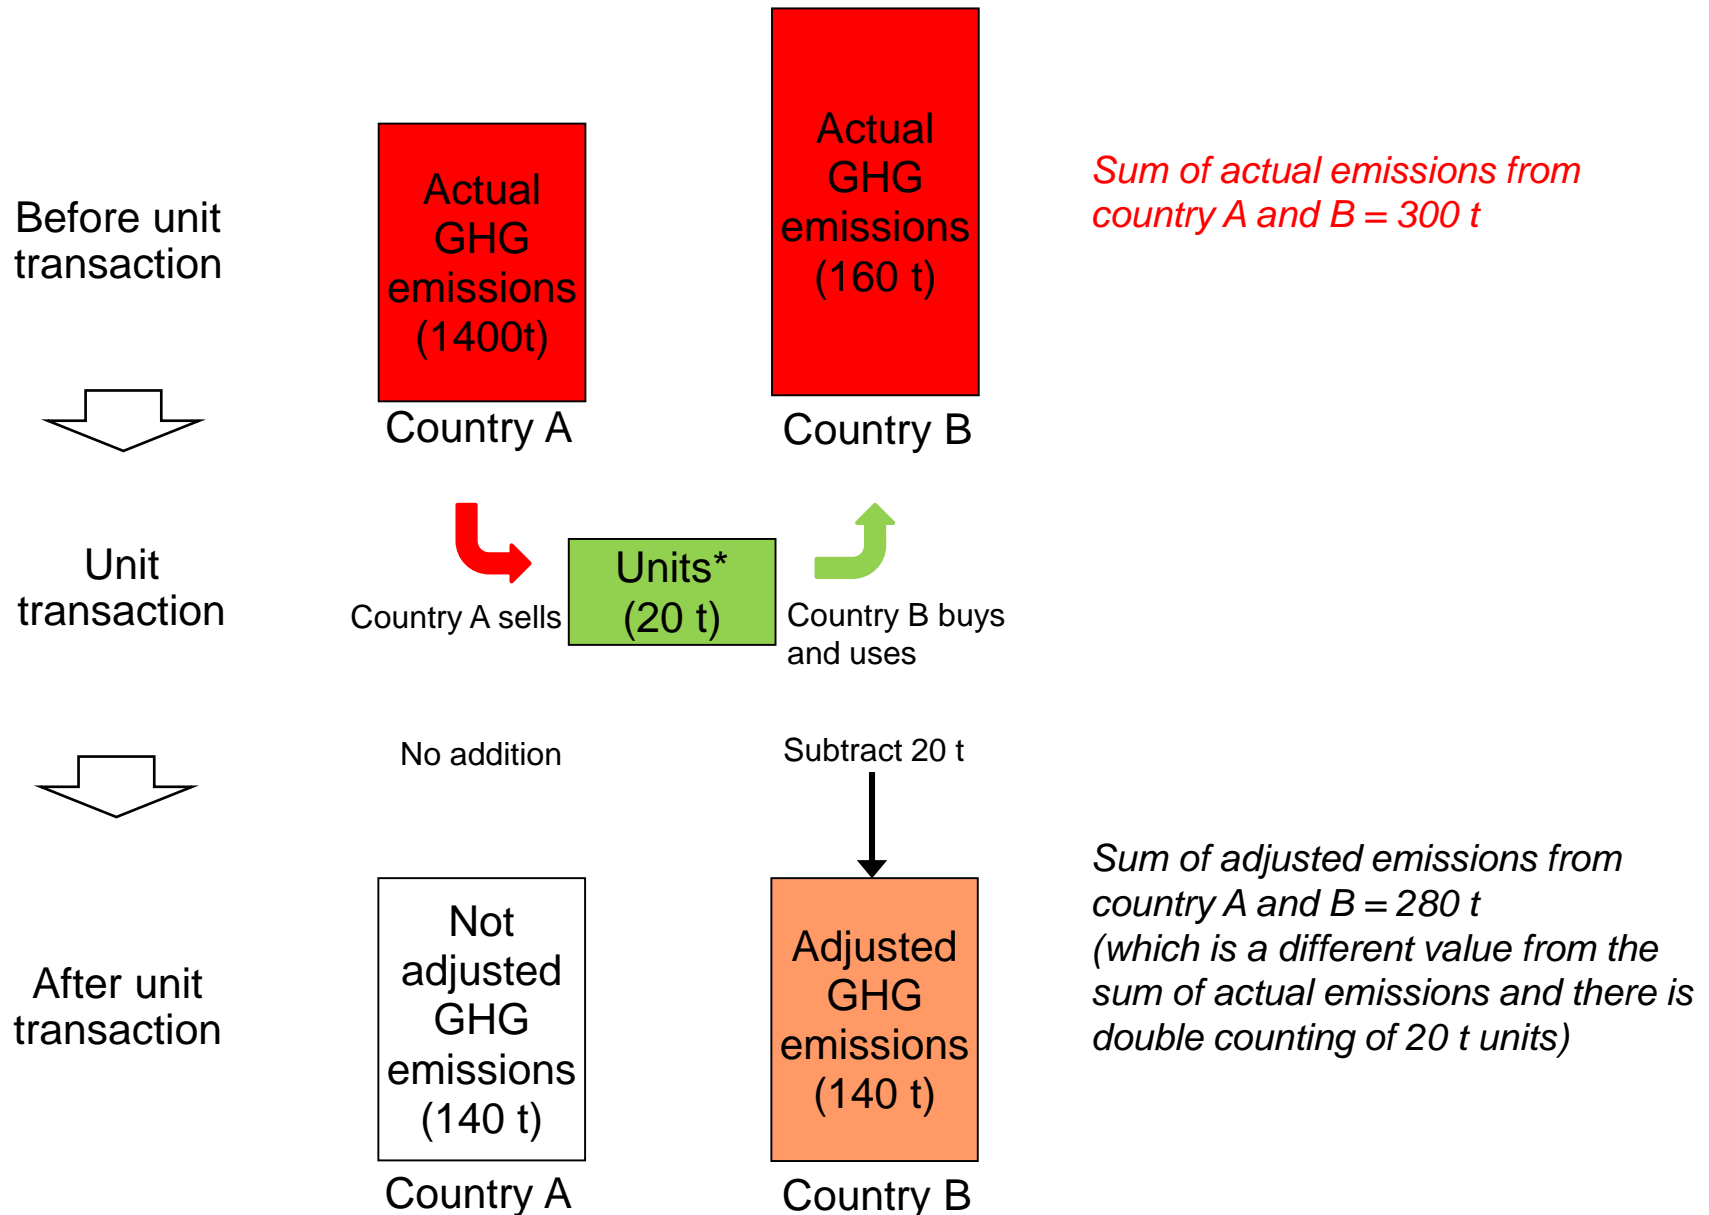 Before unit
transaction
Actual
GHG
emissions
(1400t)
Country A
Actual
GHG
emissions
(160 t)
Country B
Sum of actual emissions from
country A and B = 300 t
Unit
transaction
Country A sells
Units*
(20 t)
Country B buys
and uses
No addition
Subtract 20 t
After unit
transaction
Not
adjusted
GHG
emissions
(140 t)
Country A
Adjusted
GHG
emissions
(140 t)
Country B
Sum of adjusted emissions from
country A and B = 280 t
(which is a different value from the
sum of actual emissions and there is
double counting of 20 t units)